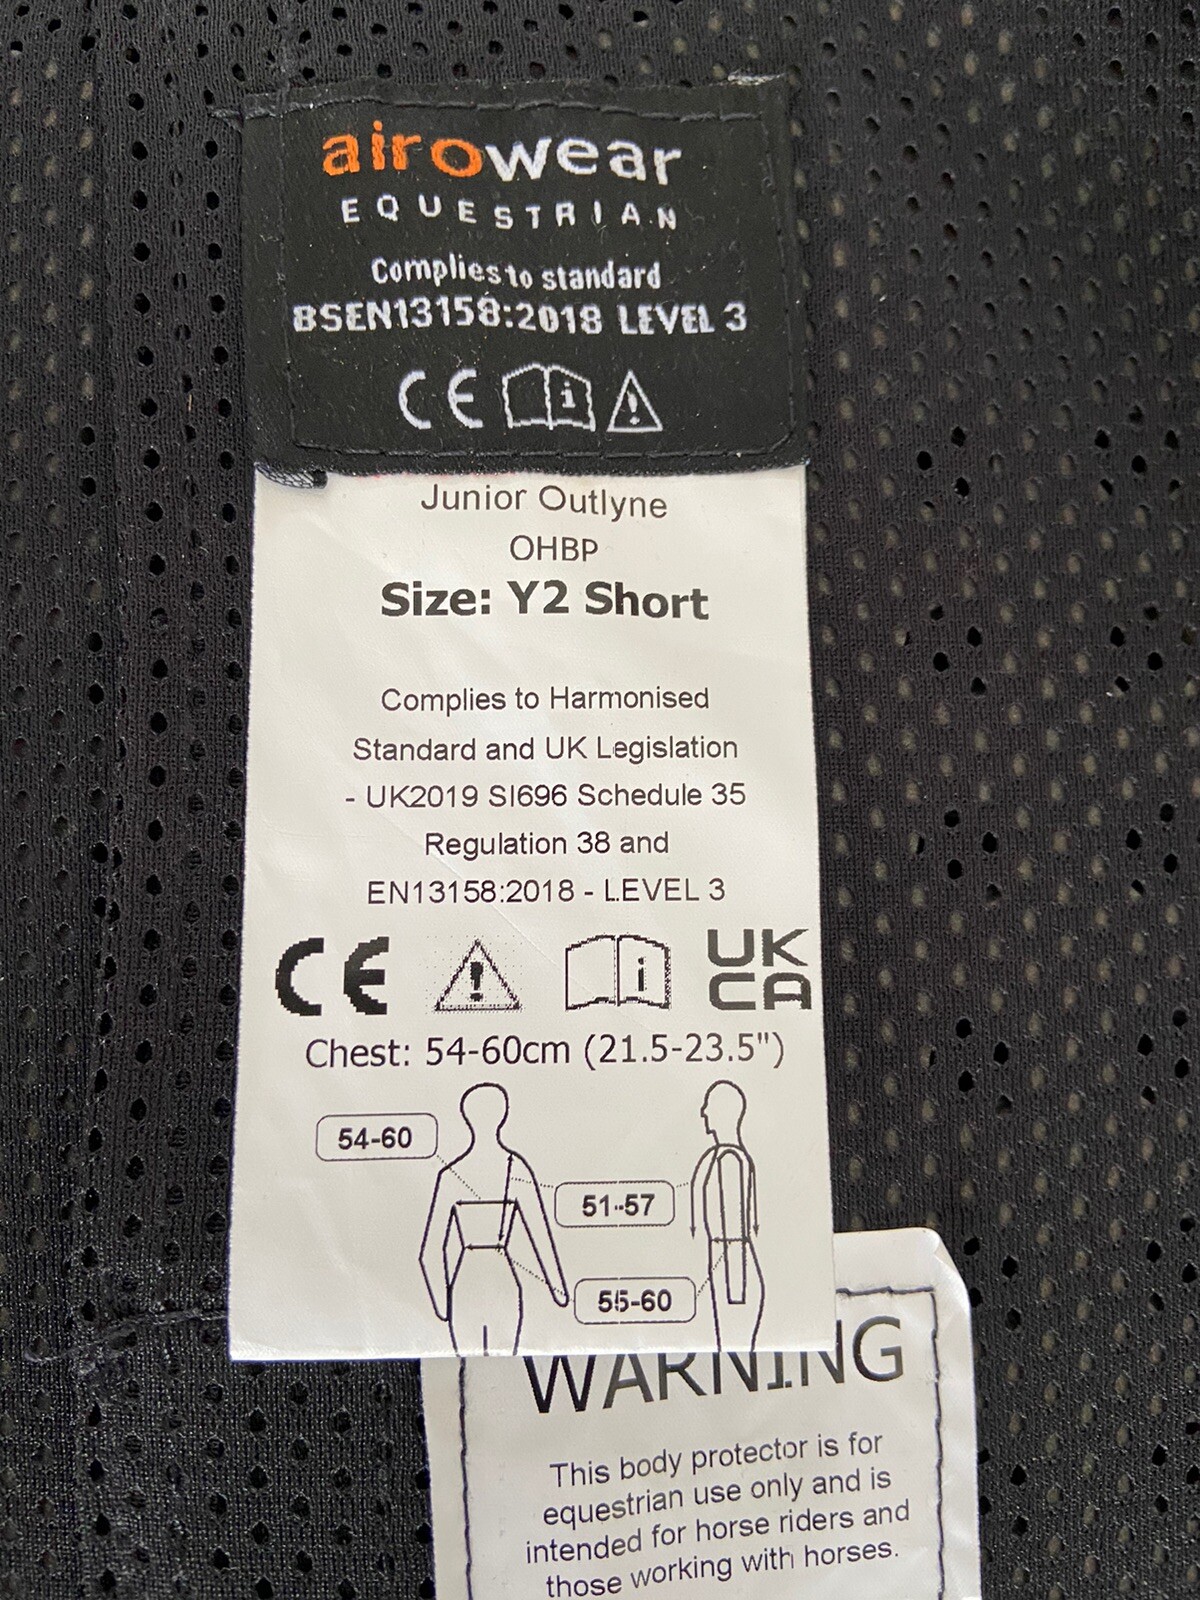 airowear
EQUESTRIAN
Complies to standard
BSEN13158:2018 LEVEL 3
CE i !
Junior Outlyne
OHBP
Size: Y2 Short
Complies to Harmonised
Standard and UK Legislation
- UK2019 SI696 Schedule 35
Regulation 38 and
EN13158:2018 - LEVEL 3
CE ! i UK
CA
Chest: 54-60cm (21.5-23.5")
54-60
51-57
55-60
WARNING
This body protector is for
equestrian use only and is
intended for horse riders and
those working with horses.